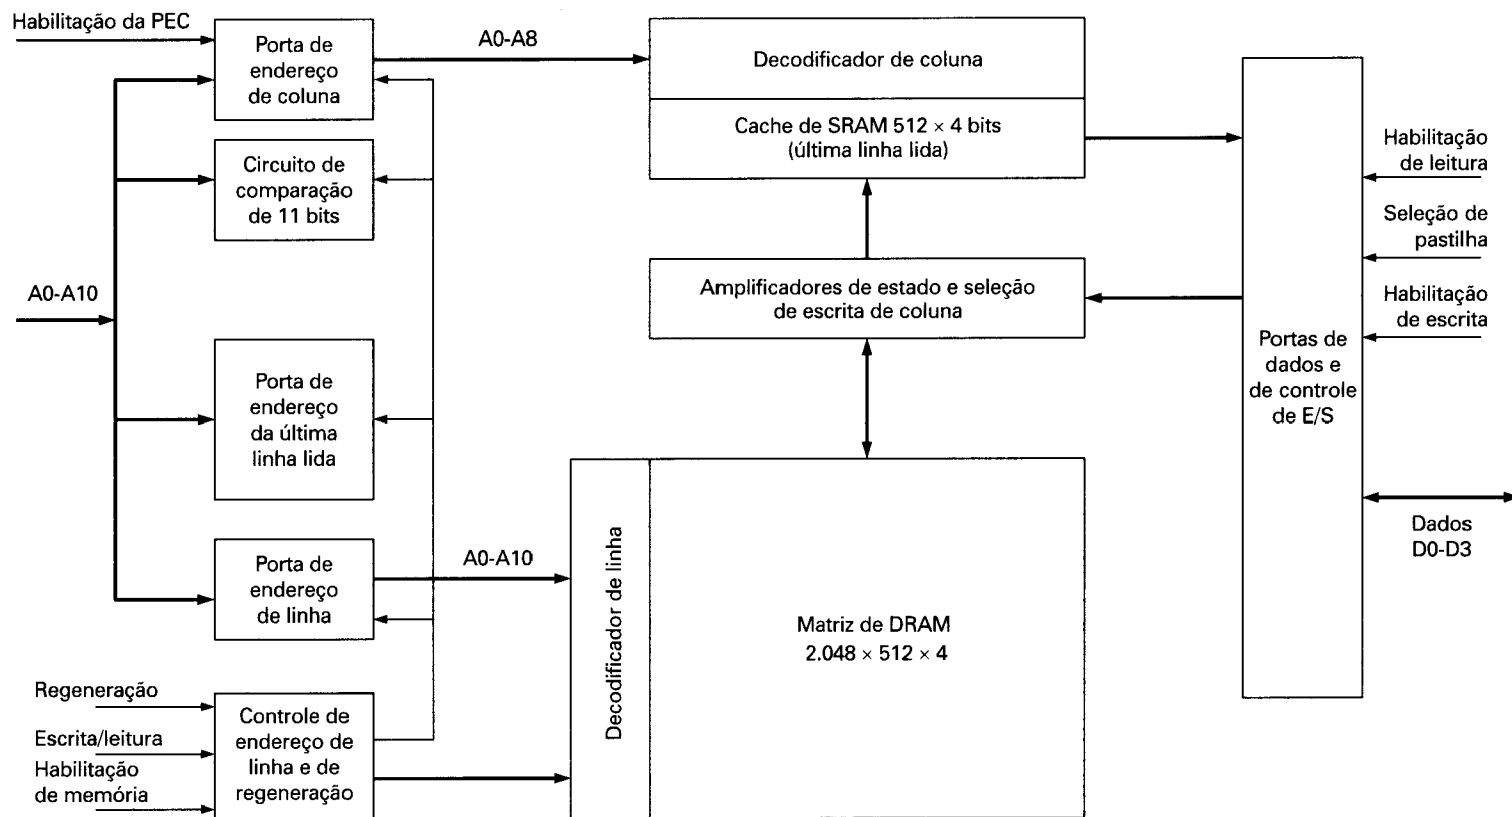 Habilitação da PEC
Porta de
endereço
de coluna
A0-A8
Decodificador de coluna
Cache de SRAM 512 × 4 bits
(última linha lida)
Circuito de
comparação
de 11 bits
Habilitação
de leitura
Seleção de
pastilha
Habilitação
de escrita
A0-A10
Amplificadores de estado e seleção
de escrita de coluna
Portas de
dados e
de controle
de E/S
Porta de
endereço
da última
linha lida
Dados
D0-D3
Porta de
endereço
de linha
A0-A10
Decodificador de linha
Matriz de DRAM
2.048 × 512 × 4
Regeneração
Escrita/leitura
Habilitação
de memória
Controle de
endereço de
linha e de
regeneração